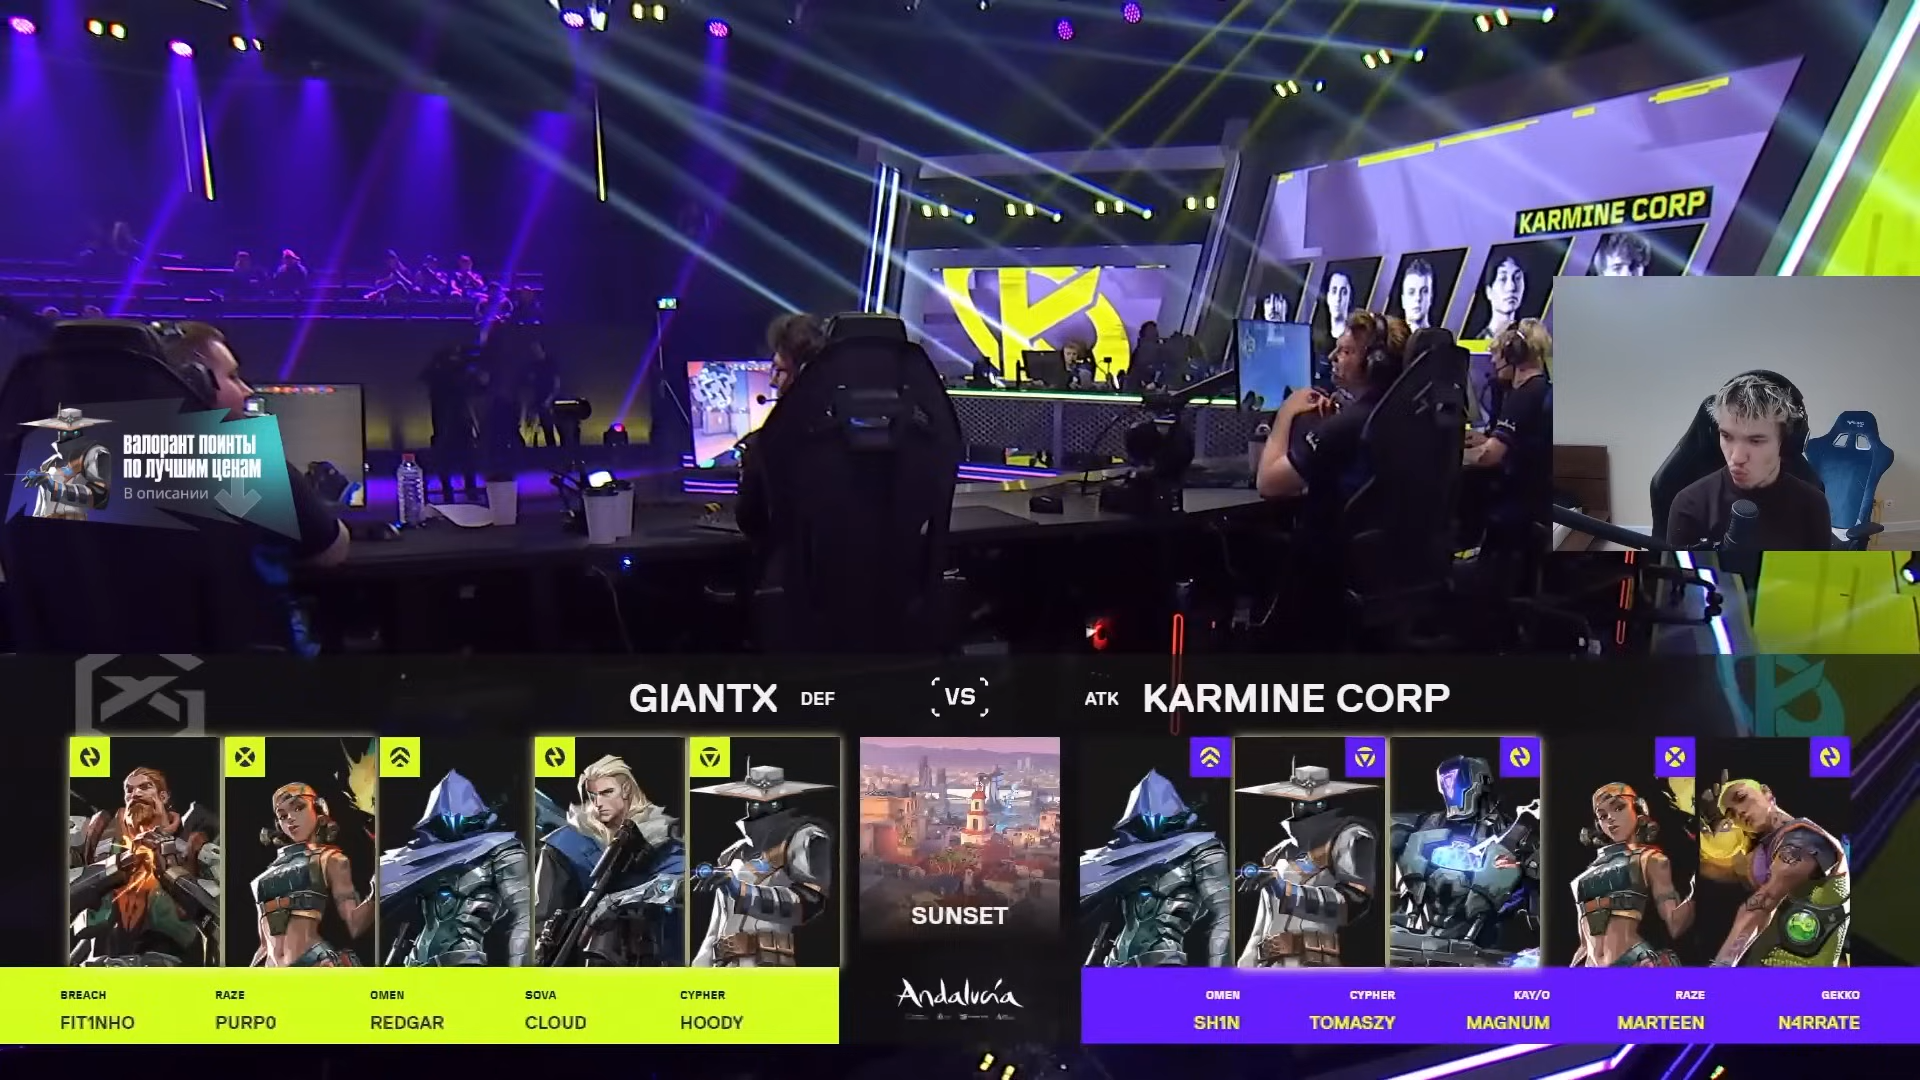 KARMINE CORP
ВАЛОРАНТ ПОИНТЫ
ПО ЛУЧШИМ ЦЕНАМ
В описании
GIANTX DEF
VS
ATK KARMINE CORP
SUNSET
Andalucía
BREACH
FIT1NHO
RAZE
PURP0
OMEN
REDGAR
SOVA
CLOUD
CYPHER
HOODY
OMEN
SH1N
CYPHER
TOMASZY
KAY/O
MAGNUM
RAZE
MARTEEN
GEKKO
N4RRATE